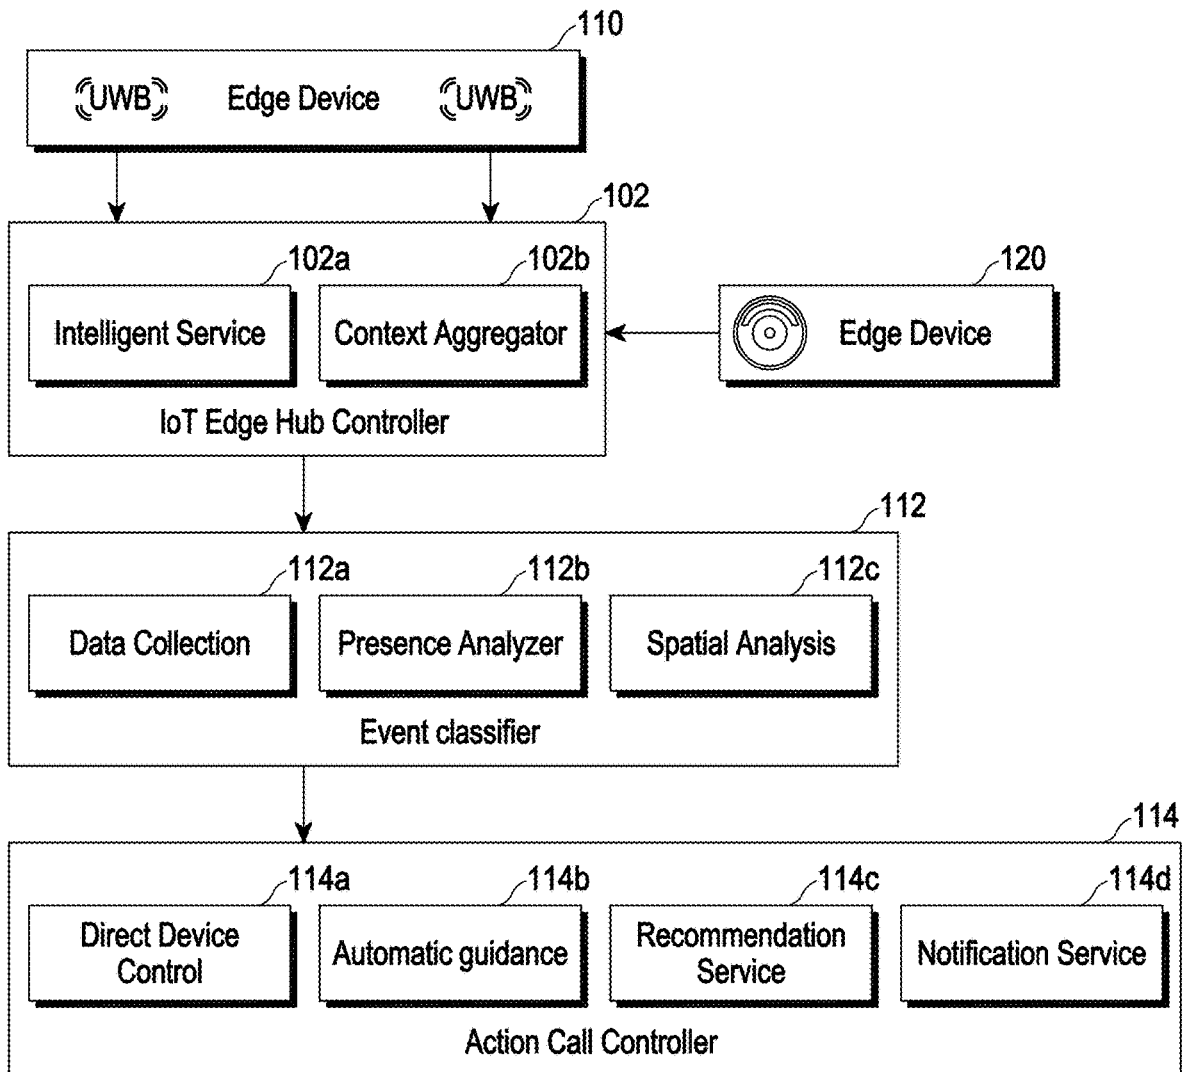 110
UWB Edge Device UWB
102
102a 102b 120
Intelligent Service Context Aggregator Edge Device
IoT Edge Hub Controller
112
112a 112b 112c
Data Collection Presence Analyzer Spatial Analysis
Event classifier
114
114a 114b 114c 114d
Direct Device
Control
Automatic guidance
Recommendation
Service
Notification Service
Action Call Controller